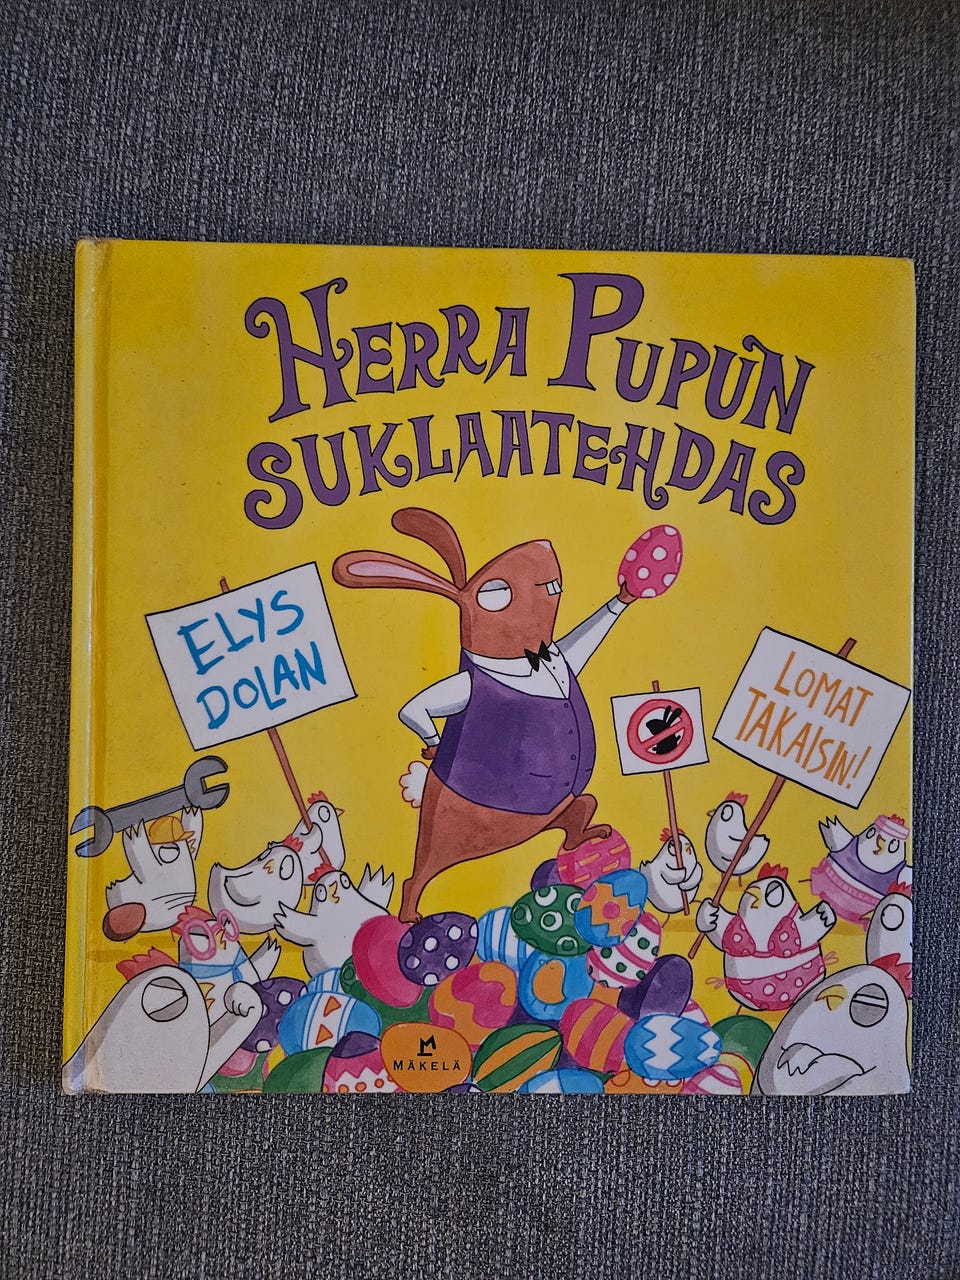 HERRA PUPUN
SUKLAATEHDAS
ELYS
DOLAN
LOMAT
TAKAISIN!
MÄKELÄ